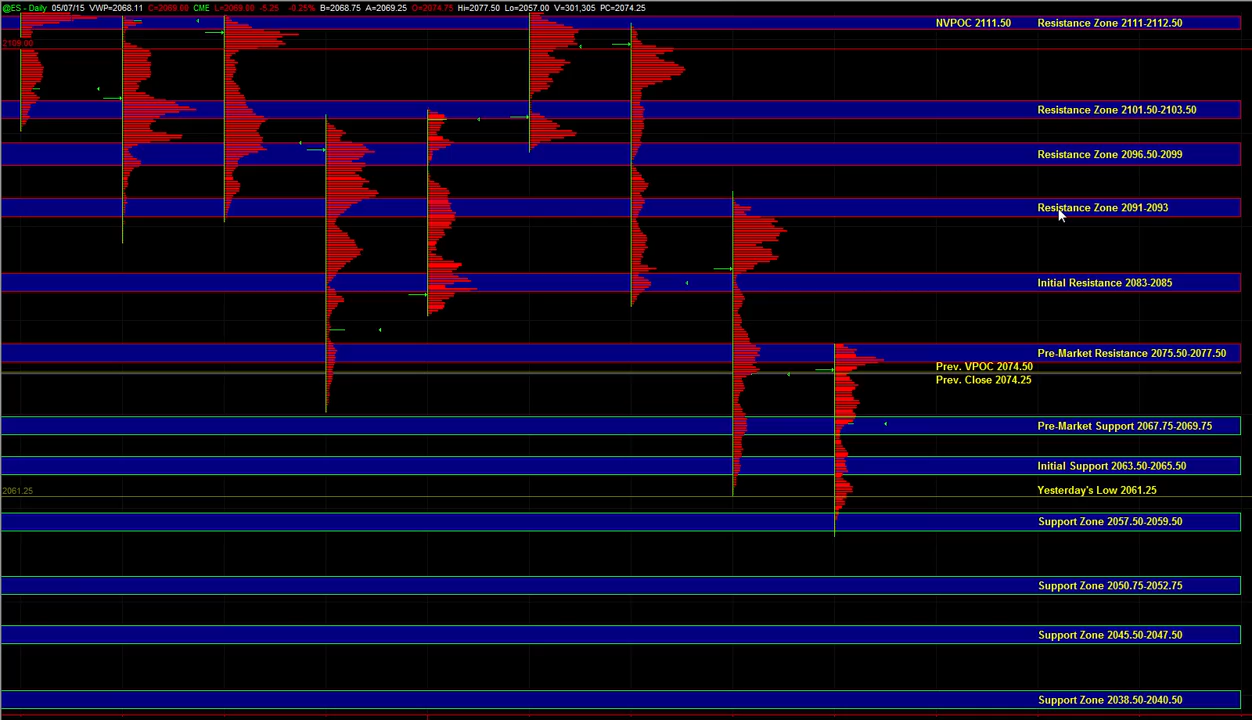 @ES - Daily 05/07/15 VWP=2068.11 C=2069.00 CME L=2069.00 -5.25 -0.25% B=2068.75 A=2069.25 O=2074.75 Hi=2077.50 Lo=2057.00 V=301,305 PC=2074.25
NVPOC 2111.50 Resistance Zone 2111-2112.50
Resistance Zone 2101.50-2103.50
Resistance Zone 2096.50-2099
Resistance Zone 2091-2093
Initial Resistance 2083-2085
Pre-Market Resistance 2075.50-2077.50
Prev. VPOC 2074.50
Prev. Close 2074.25
Pre-Market Support 2067.75-2069.75
Initial Support 2063.50-2065.50
2061.25 Yesterday's Low 2061.25
Support Zone 2057.50-2059.50
Support Zone 2050.75-2052.75
Support Zone 2045.50-2047.50
Support Zone 2038.50-2040.50